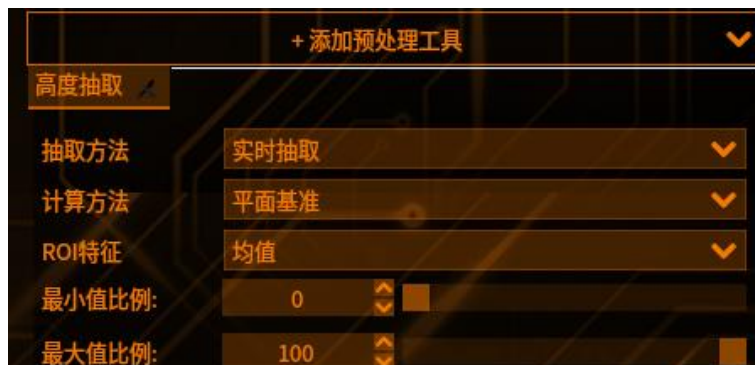 + 添加预处理工具
高度抽取
抽取方法 实时抽取
计算方法 平面基准
ROI特征 均值
最小值比例: 0
最大值比例: 100